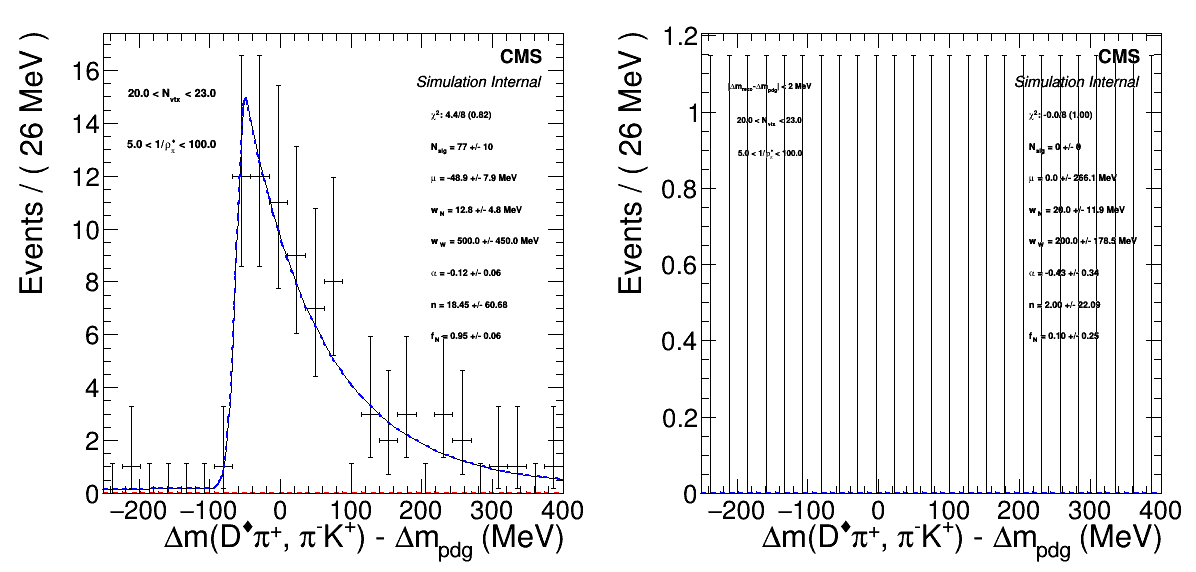 Events / ( 26 MeV )
16
14
12
10
8
6
4
2
0
CMS
Simulation Internal
20.0 < N_vtx < 23.0
5.0 < 1/ρ*_π < 100.0
χ²: 4.4/8 (0.82)
N_sig = 77 +/- 10
μ = -48.9 +/- 7.9 MeV
w_N = 12.8 +/- 4.8 MeV
w_W = 500.0 +/- 450.0 MeV
α = -0.12 +/- 0.06
n = 18.45 +/- 60.68
f_N = 0.95 +/- 0.06
−200 −100 0 100 200 300 400
Δm(D♦π⁺, π⁻K⁺) - Δm_pdg (MeV)
Events / ( 26 MeV )
1.2
1
0.8
0.6
0.4
0.2
0
CMS
Simulation Internal
|Δm_reco-Δm_pdg| < 2 MeV
20.0 < N_vtx < 23.0
5.0 < 1/ρ*_π < 100.0
χ²: -0.0/8 (1.00)
N_sig = 0 +/- 0
μ = 0.0 +/- 256.1 MeV
w_N = 20.0 +/- 11.9 MeV
w_W = 200.0 +/- 178.5 MeV
α = -0.43 +/- 0.34
n = 2.00 +/- 22.09
f_N = 0.10 +/- 0.25
−200 −100 0 100 200 300 400
Δm(D♦π⁺, π⁻K⁺) - Δm_pdg (MeV)